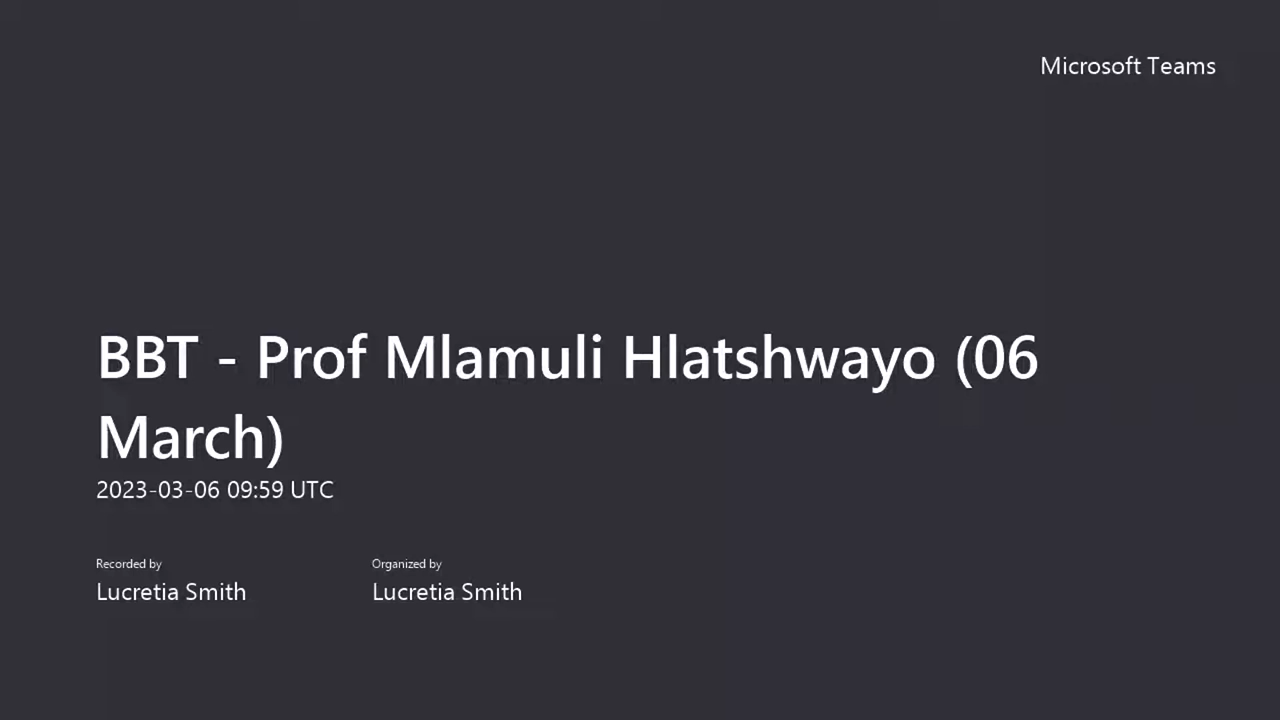 Microsoft Teams
BBT - Prof Mlamuli Hlatshwayo (06
March)
2023-03-06 09:59 UTC
Recorded by
Lucretia Smith
Organized by
Lucretia Smith